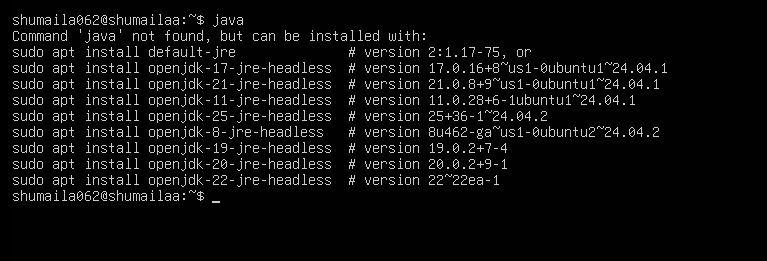 shumaila062@shumailaa:~$ java
Command 'java' not found, but can be installed with:
sudo apt install default-jre              # version 2:1.17-75, or
sudo apt install openjdk-17-jre-headless  # version 17.0.16+8~us1-0ubuntu1~24.04.1
sudo apt install openjdk-21-jre-headless  # version 21.0.8+9~us1-0ubuntu1~24.04.1
sudo apt install openjdk-11-jre-headless  # version 11.0.28+6-1ubuntu1~24.04.1
sudo apt install openjdk-25-jre-headless  # version 25+36-1~24.04.2
sudo apt install openjdk-8-jre-headless   # version 8u462-ga~us1-0ubuntu2~24.04.2
sudo apt install openjdk-19-jre-headless  # version 19.0.2+7-4
sudo apt install openjdk-20-jre-headless  # version 20.0.2+9-1
sudo apt install openjdk-22-jre-headless  # version 22~22ea-1
shumaila062@shumailaa:~$ _